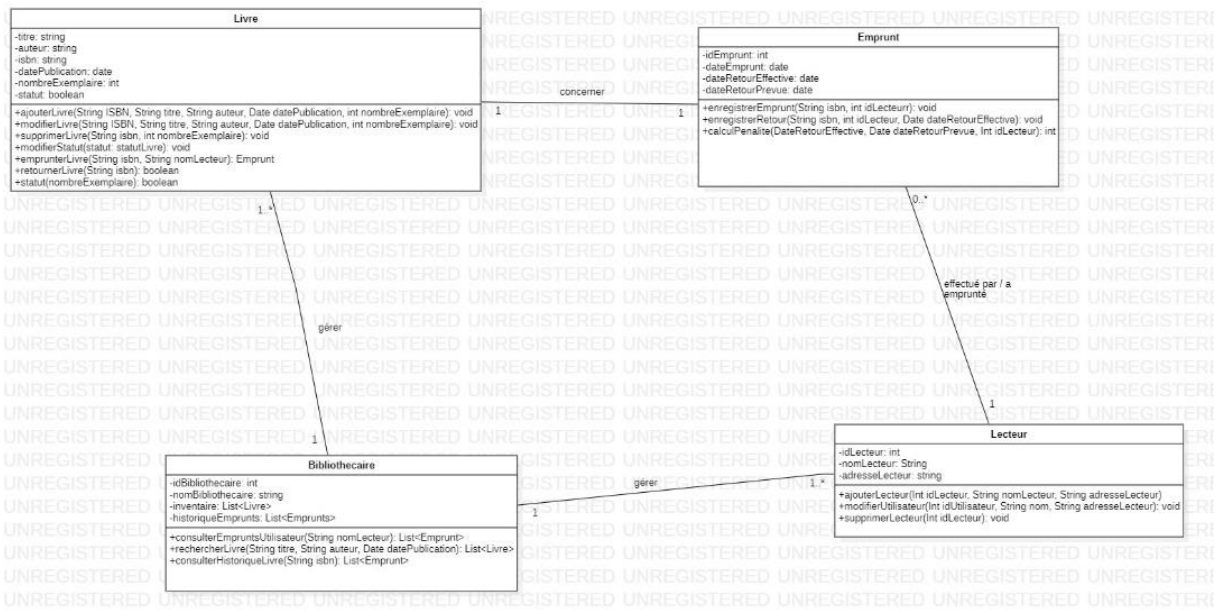 Livre
-titre: string
-auteur: string
-isbn: string
-datePublication: date
-nombreExemplaire: int
-statut: boolean
+ajouterLivre(String ISBN, String titre, String auteur, Date datePublication, int nombreExemplaire): void
+modifierLivre(String ISBN, String titre, String auteur, Date datePublication, int nombreExemplaire): void
+supprimerLivre(String isbn, int nombreExemplaire): void
+modifierStatut(statut: statutLivre): void
+emprunterLivre(String isbn, String nomLecteur): Emprunt
+retournerLivre(String isbn): boolean
+statut(nombreExemplaire): boolean
concerner
1
1
Emprunt
-idEmprunt: int
-dateEmprunt: date
-dateRetourEffective: date
-dateRetourPrevue: date
+enregistrerEmprunt(String isbn, int idLecteurr): void
+enregistrerRetour(String isbn, int idLecteur, Date dateRetourEffective): void
+calculPenalite(DateRetourEffective, Date dateRetourPrevue, Int idLecteur): int
1..*
gérer
1
0..*
effectué par / a
emprunté
1
Bibliothecaire
-idBibliothecaire: int
-nomBibliothecaire: string
-inventaire: List<Livre>
-historiqueEmprunts: List<Emprunts>
+consulterEmpruntsUtilisateur(String nomLecteur): List<Emprunt>
+rechercherLivre(String titre, String auteur, Date datePublication): List<Livre>
+consulterHistoriqueLivre(String isbn): List<Emprunt>
1
gérer
1..*
Lecteur
-idLecteur: int
-nomLecteur: String
-adresseLecteur: string
+ajouterLecteur(Int idLecteur, String nomLecteur, String adresseLecteur)
+modifierUtilisateur(Int idUtilisateur, String nom, String adresseLecteur): void
+supprimerLecteur(Int idLecteur): void
UNREGISTERED